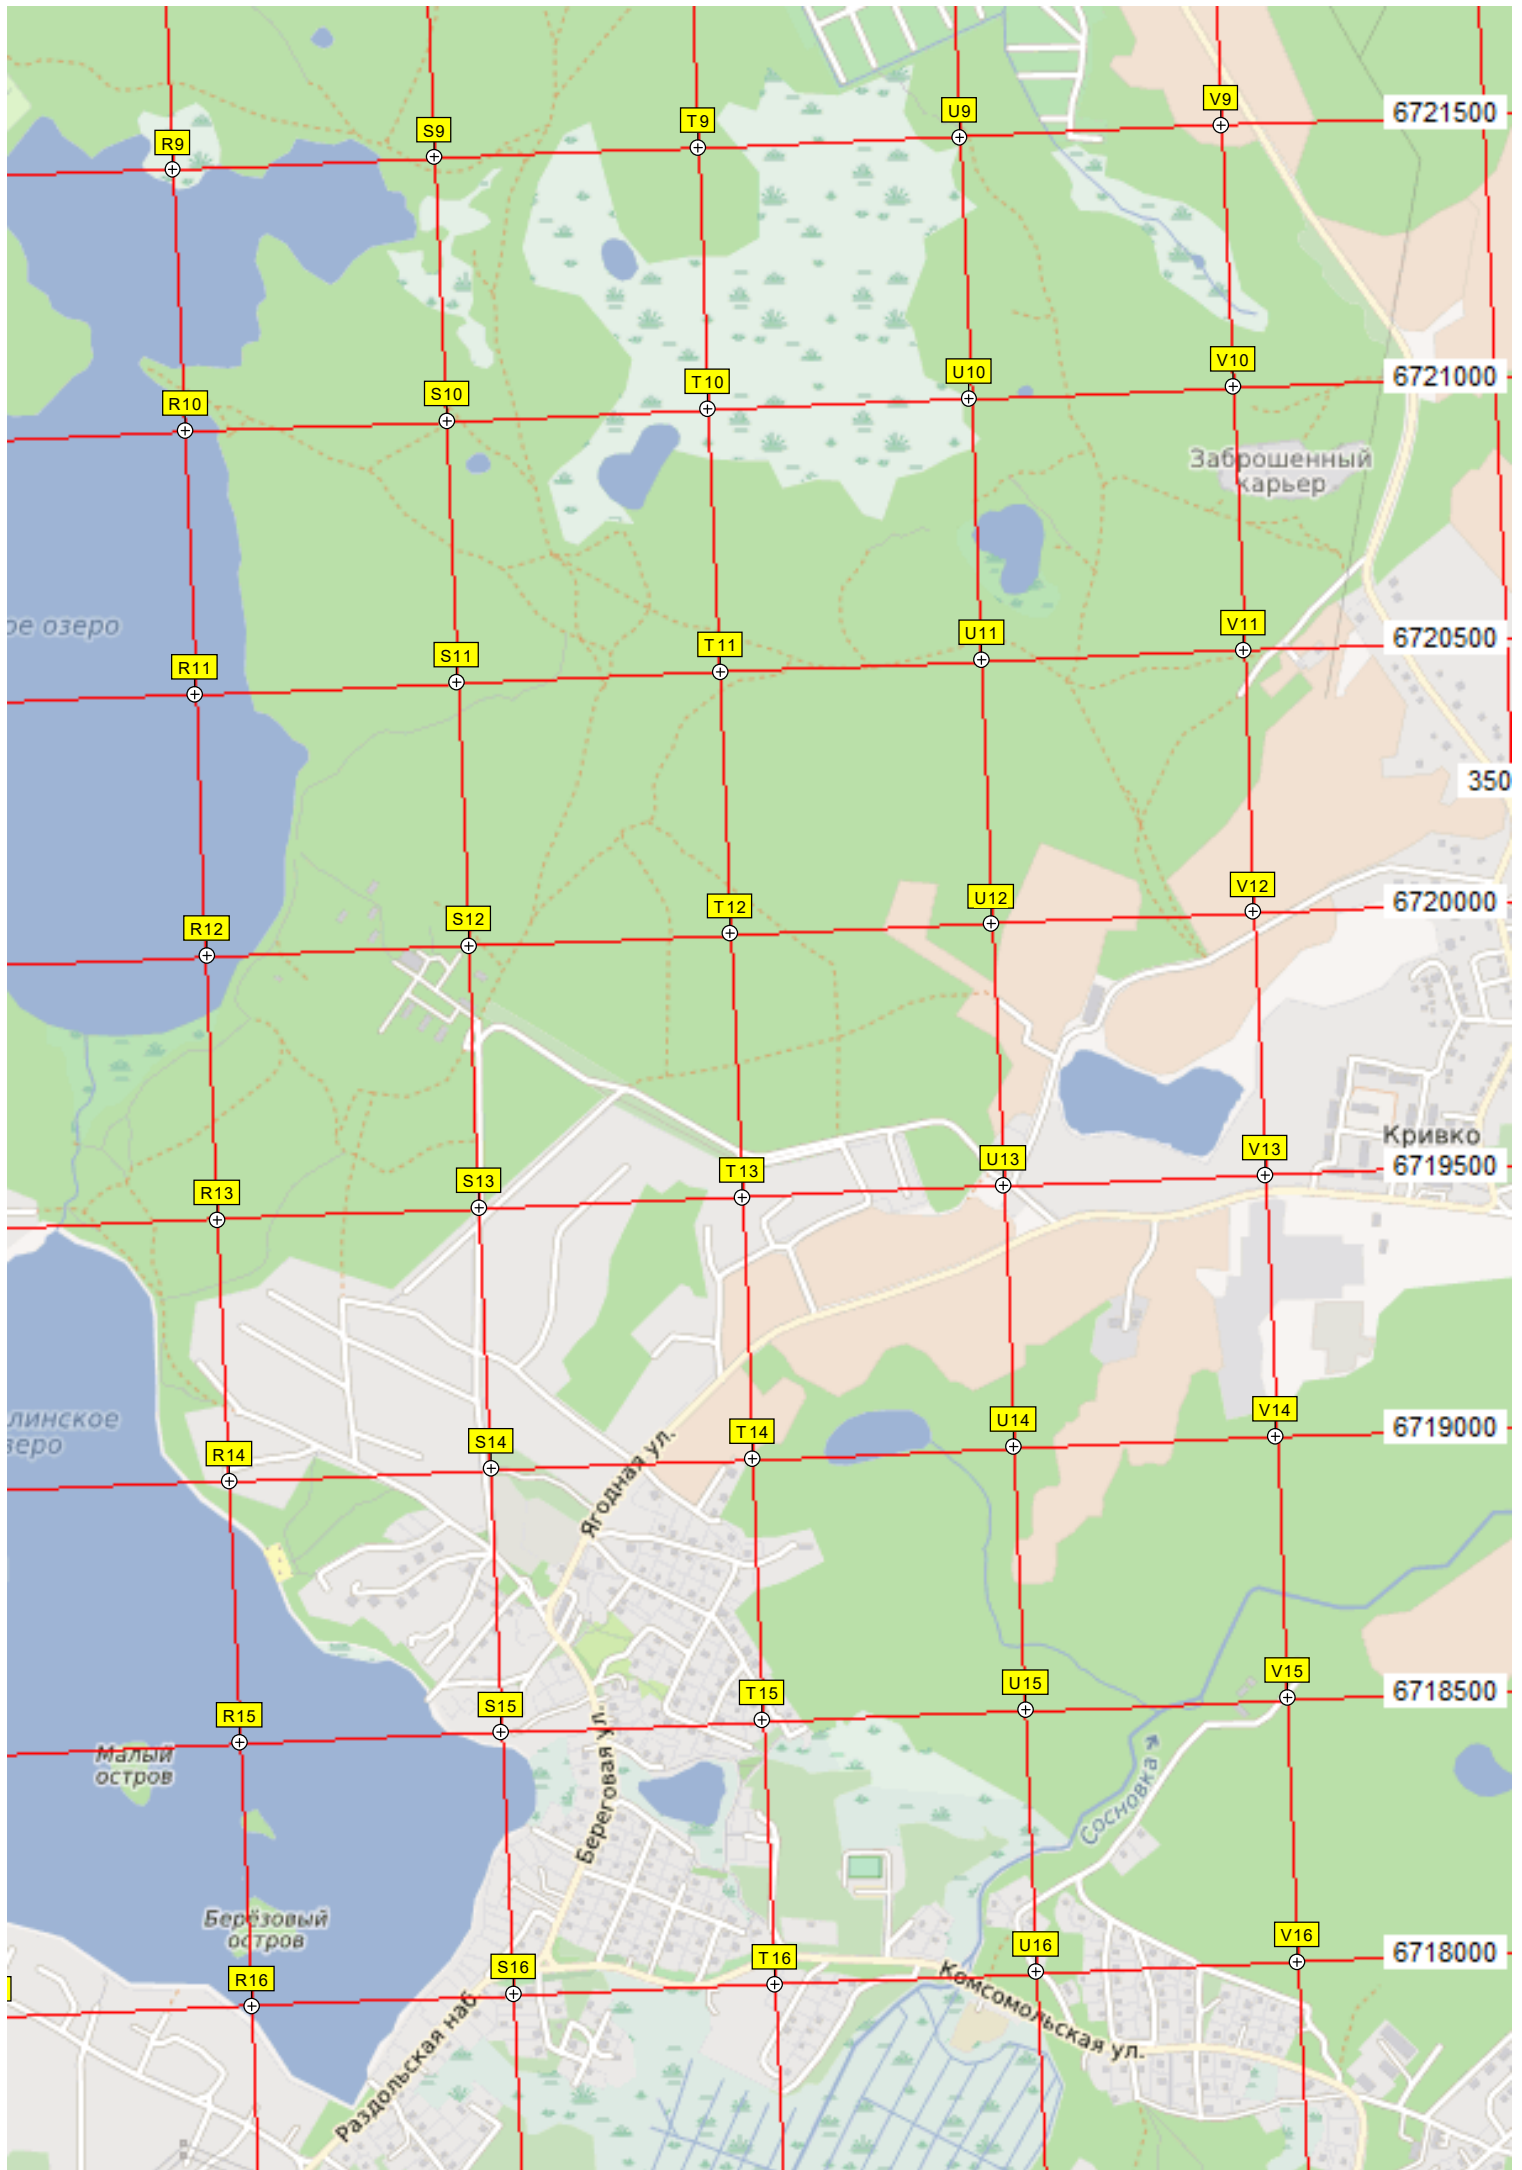 V9
6721500
U9
T9
S9
R9
V10
6721000
U10
T10
S10
R10
Заброшенный
карьер
V11
6720500
ое озеро
U11
T11
S11
R11
350
V12
6720000
U12
T12
S12
R12
Кривко
V13
6719500
U13
T13
S13
R13
линское
зеро
V14
6719000
U14
T14
S14
R14
Ягодная ул.
V15
6718500
U15
T15
S15
R15
Малый
остров
Береговая ул.
Сосновка
Берёзовый
остров
V16
6718000
U16
T16
S16
R16
Комсомольская ул.
Раздольская наб